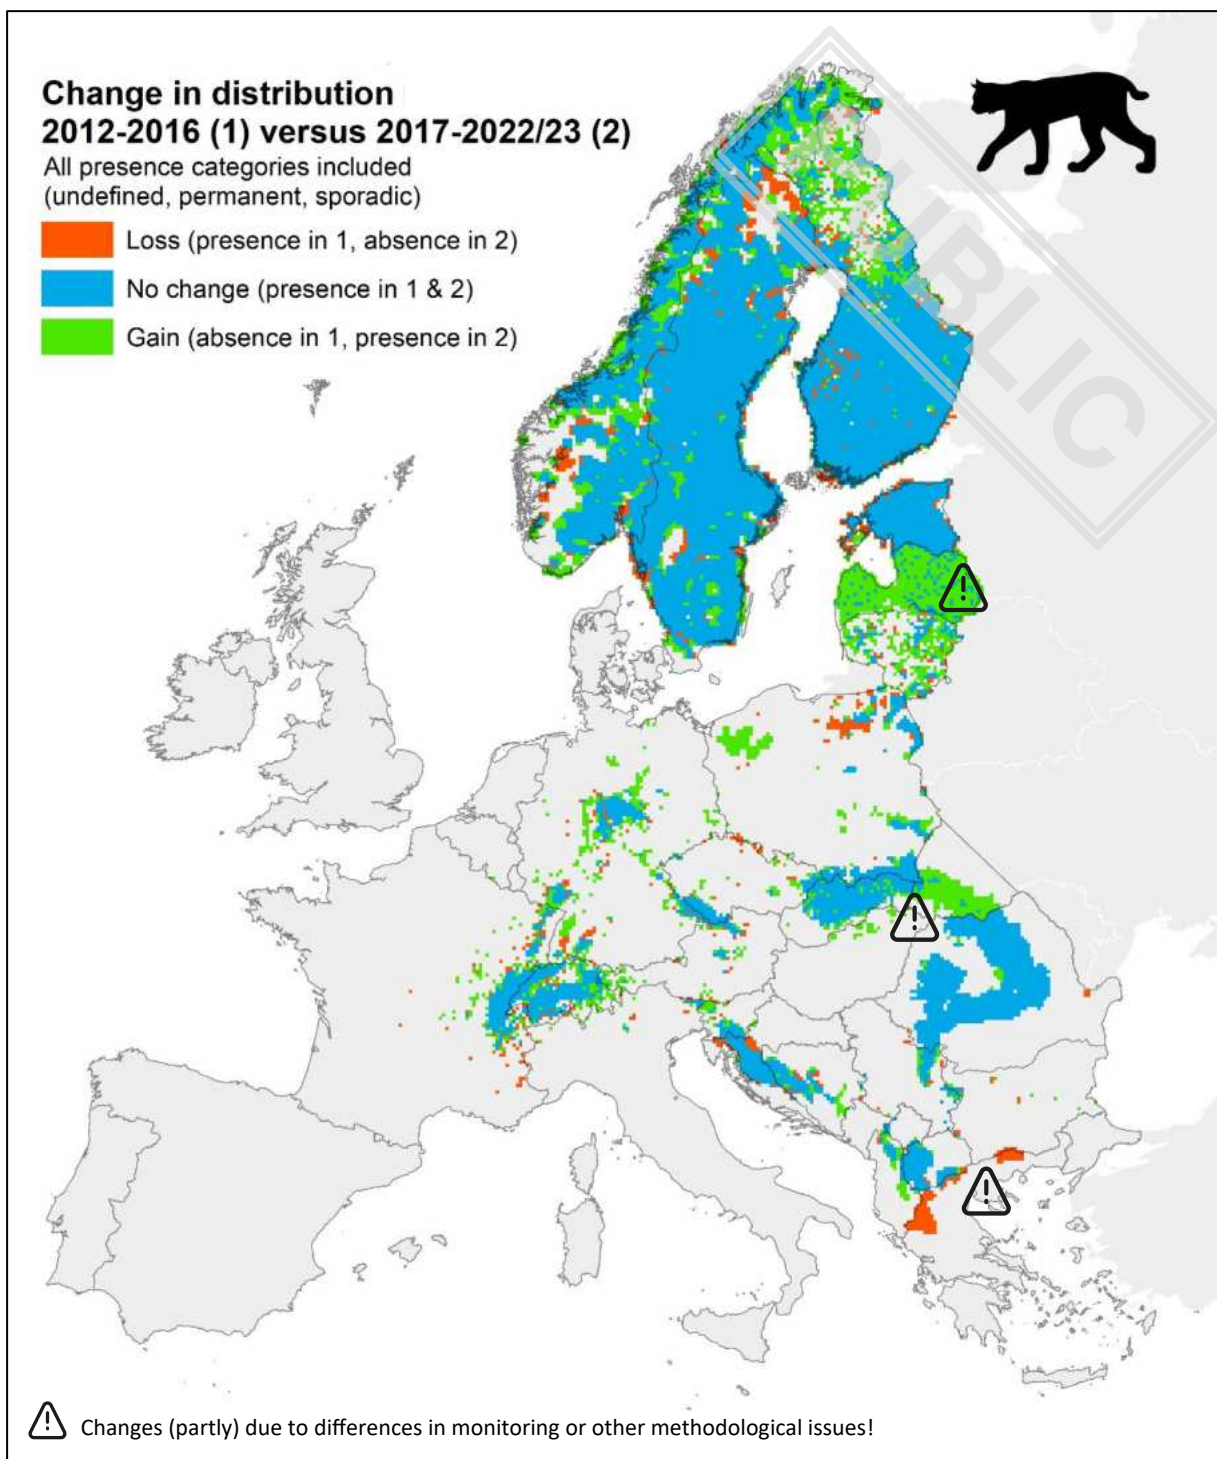 Change in distribution
2012-2016 (1) versus 2017-2022/23 (2)
All presence categories included
(undefined, permanent, sporadic)
Loss (presence in 1, absence in 2)
No change (presence in 1 & 2)
Gain (absence in 1, presence in 2)
PUBLIC
Changes (partly) due to differences in monitoring or other methodological issues!